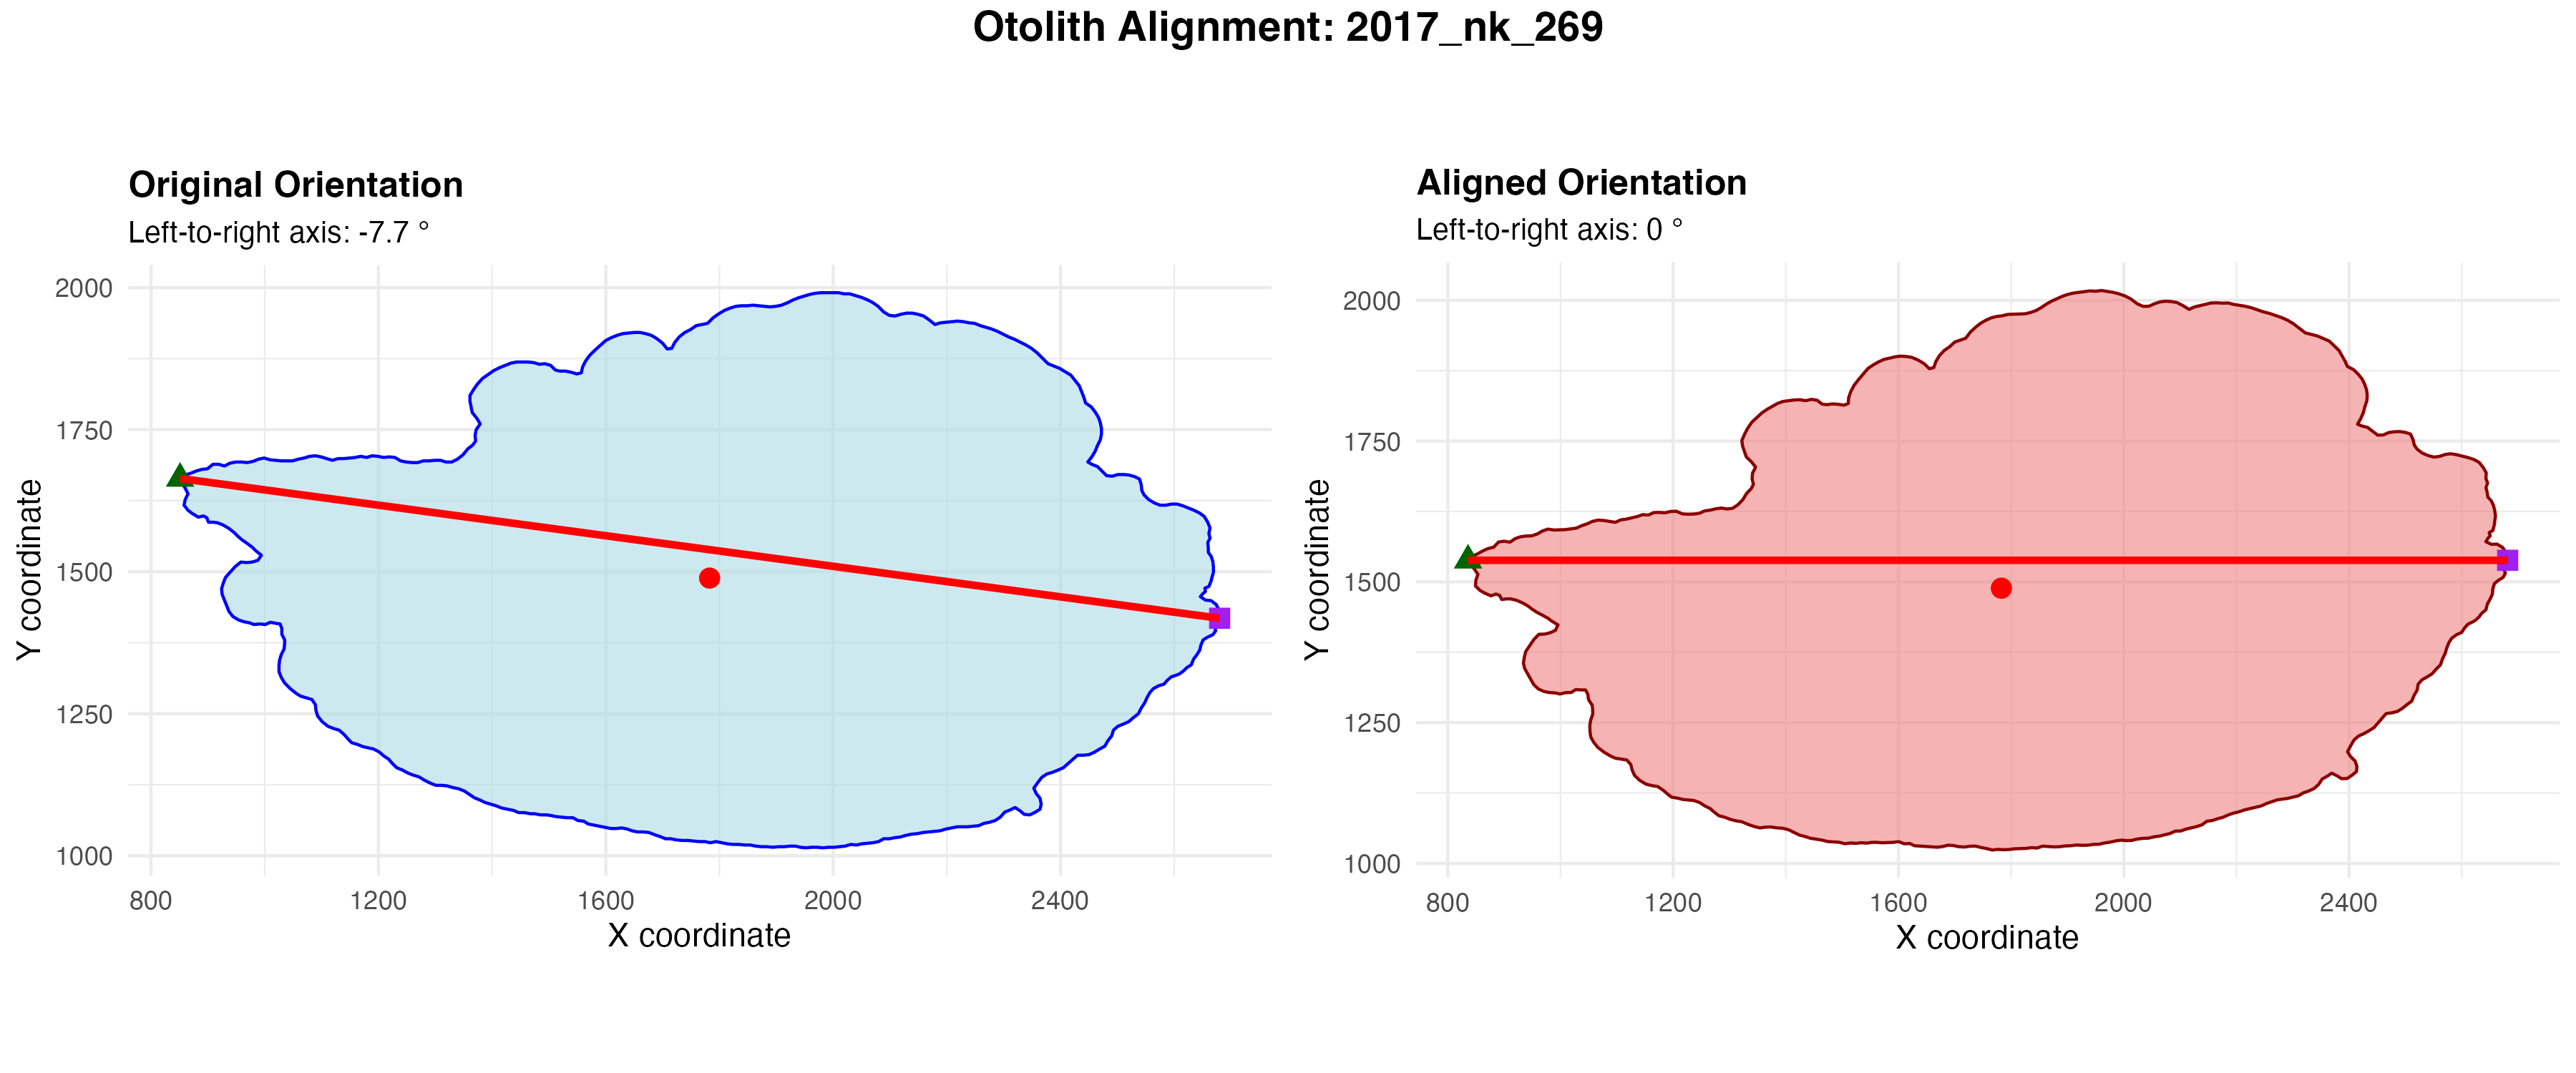 Otolith Alignment: 2017_nk_269
Original Orientation
Left-to-right axis: -7.7 °
2000
1750
1500
1250
1000
Y coordinate
800 1200 1600 2000 2400
X coordinate
Aligned Orientation
Left-to-right axis: 0 °
2000
1750
1500
1250
1000
Y coordinate
800 1200 1600 2000 2400
X coordinate